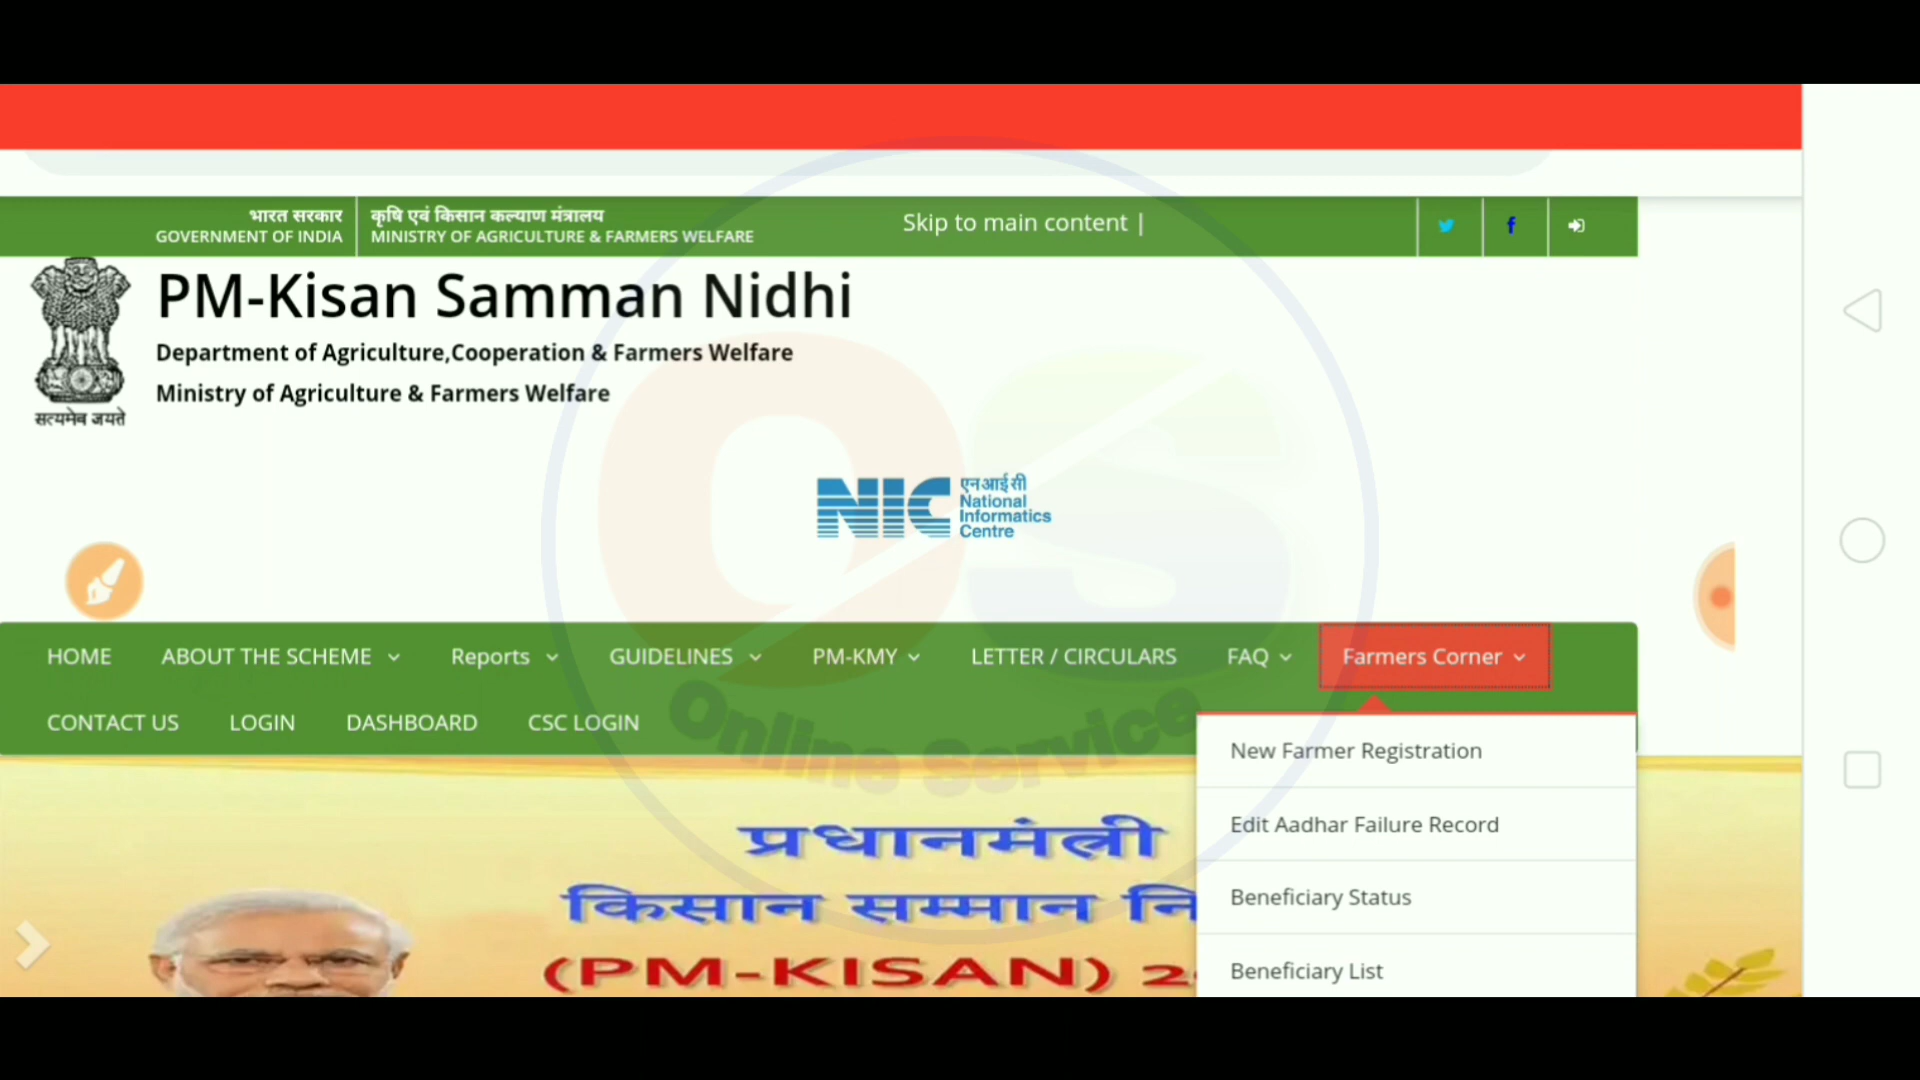 भारत सरकार
GOVERNMENT OF INDIA
कृषि एवं किसान कल्याण मंत्रालय
MINISTRY OF AGRICULTURE & FARMERS WELFARE
Skip to main content |
PM-Kisan Samman Nidhi
Department of Agriculture,Cooperation & Farmers Welfare
Ministry of Agriculture & Farmers Welfare
सत्यमेव जयते
NIC
एनआईसी
National
Informatics
Centre
HOME ABOUT THE SCHEME Reports GUIDELINES PM-KMY LETTER / CIRCULARS FAQ Farmers Corner
CONTACT US LOGIN DASHBOARD CSC LOGIN
Online Service
New Farmer Registration
Edit Aadhar Failure Record
Beneficiary Status
Beneficiary List
प्रधानमंत्री
किसान सम्मान
(PM-KISAN)